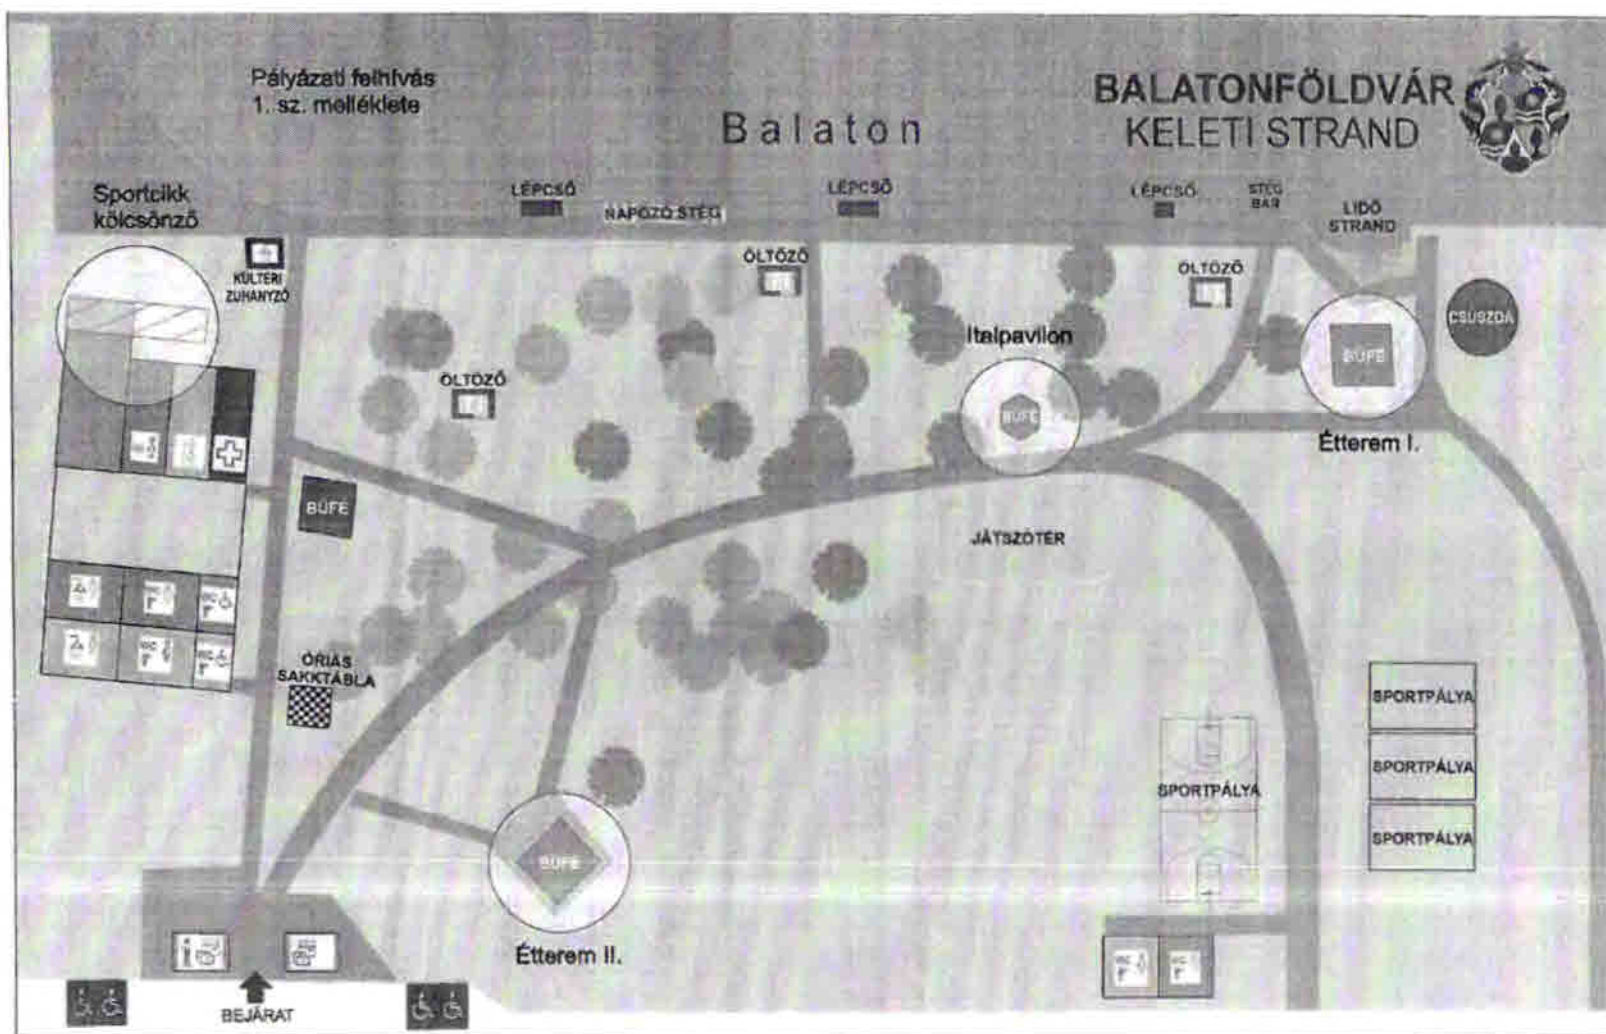 Pályázati felhívás
1. sz. melléklete
Balaton
BALATONFÖLDVÁR
KELETI STRAND
Sportcikk
kölcsönző
LÉPCSŐ
NAPOZÓ STÉG
LÉPCSŐ
LÉPCSŐ
STÉG
BÁR
LIDÓ
STRAND
KÜLTÉRI
ZUHANYZÓ
ÖLTÖZŐ
ÖLTÖZŐ
ÖLTÖZŐ
CSÚSZDA
Italpavilon
BÜFÉ
BÜFÉ
Étterem I.
BÜFÉ
JÁTSZÓTÉR
ÓRIÁS
SAKKTÁBLA
SPORTPÁLYA
SPORTPÁLYA
SPORTPÁLYA
SPORTPÁLYA
BÜFÉ
Étterem II.
BEJÁRAT